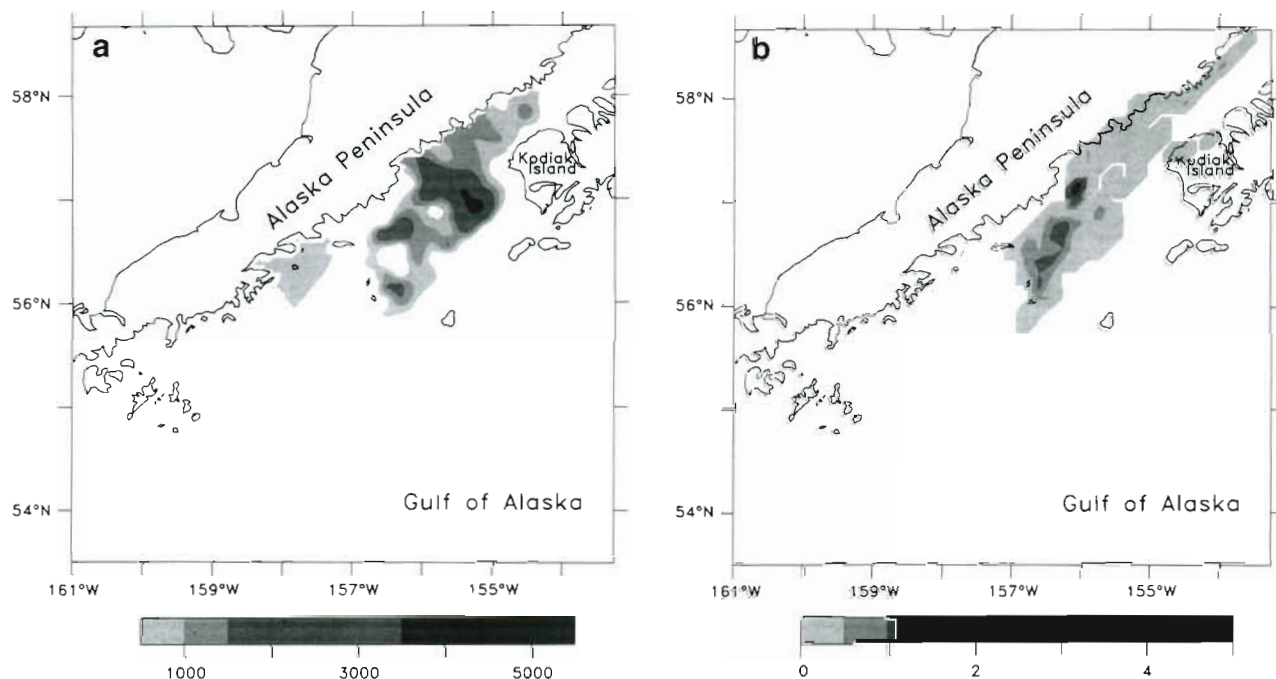 a
58°N
56°N
54°N
Alaska Peninsula
Kodiak
Island
Gulf of Alaska
161°W 159°W 157°W 155°W
1000 3000 5000
b
58°N
56°N
54°N
Alaska Peninsula
Kodiak
Island
Gulf of Alaska
161°W 159°W 157°W 155°W
0 2 4